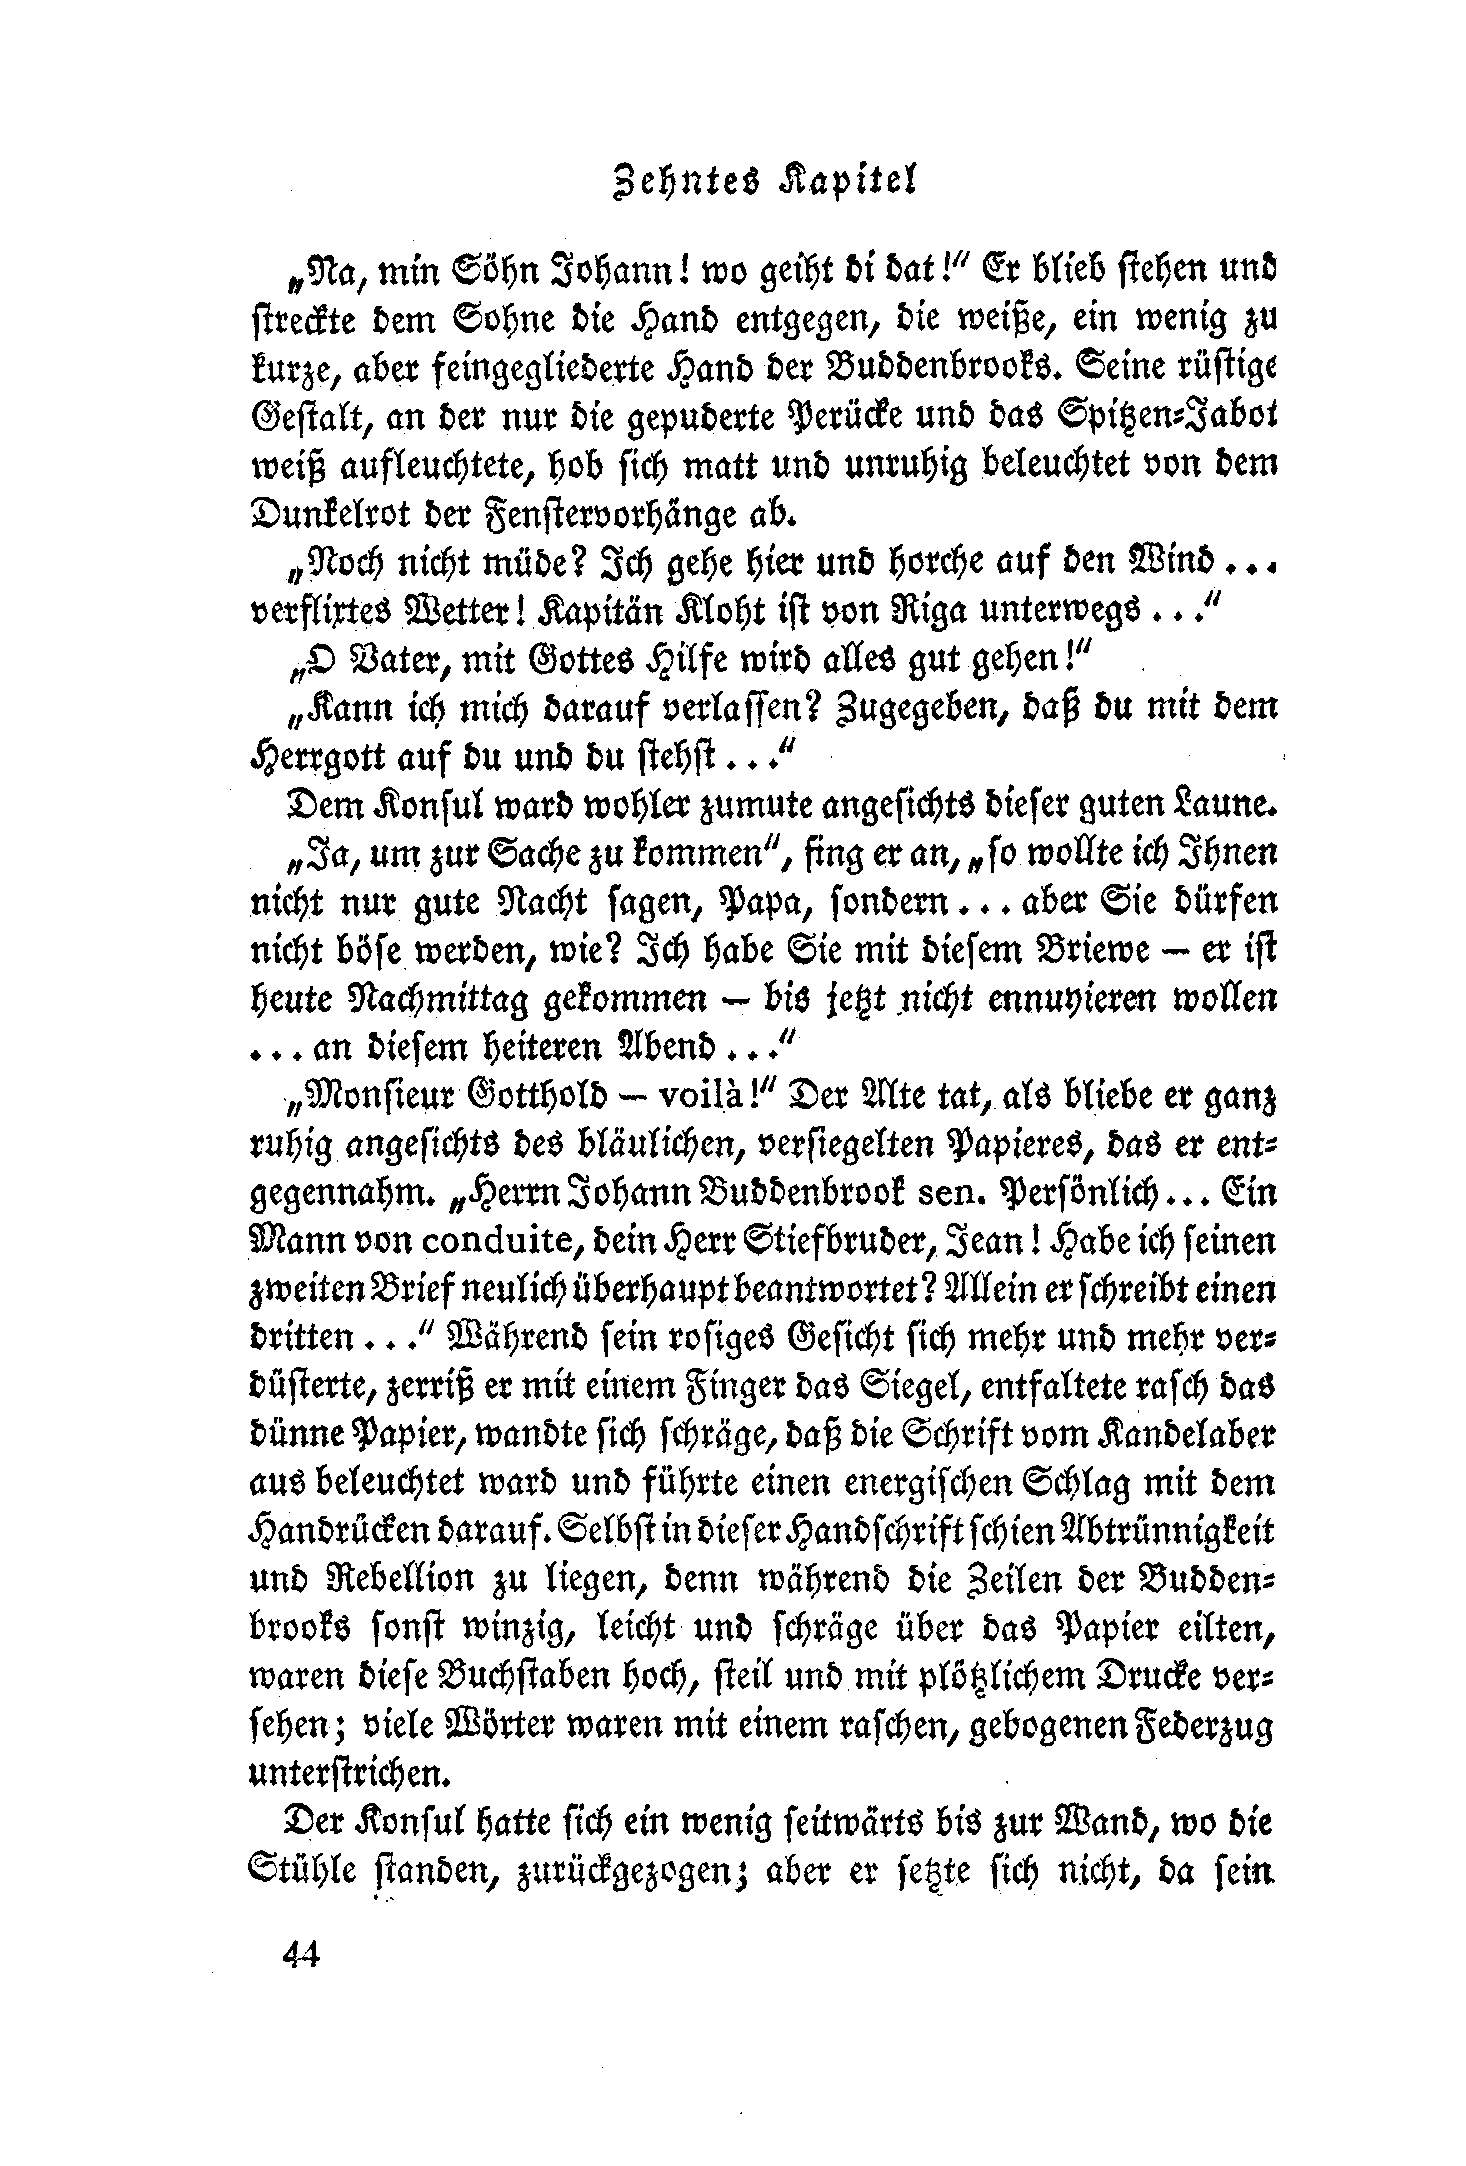 Zehntes Kapitel
„Na, min Söhn Johann! wo geiht di dat!“ Er blieb stehen und
streckte dem Sohne die Hand entgegen, die weiße, ein wenig zu
kurze, aber feingegliederte Hand der Buddenbrooks. Seine rüstige
Gestalt, an der nur die gepuderte Perücke und das Spitzen-Jabot
weiß aufleuchtete, hob sich matt und unruhig beleuchtet von dem
Dunkelrot der Fenstervorhänge ab.
„Noch nicht müde? Ich gehe hier und horche auf den Wind . . .
verflixtes Wetter! Kapitän Kloht ist von Riga unterwegs . . .“
„O Vater, mit Gottes Hilfe wird alles gut gehen!“
„Kann ich mich darauf verlassen? Zugegeben, daß du mit dem
Herrgott auf du und du stehst . . .“
Dem Konsul ward wohler zumute angesichts dieser guten Laune.
„Ja, um zur Sache zu kommen“, fing er an, „so wollte ich Ihnen
nicht nur gute Nacht sagen, Papa, sondern . . . aber Sie dürfen
nicht böse werden, wie? Ich habe Sie mit diesem Briewe — er ist
heute Nachmittag gekommen — bis jetzt nicht ennuyieren wollen
. . . an diesem heiteren Abend . . .“
„Monsieur Gotthold — voilà!“ Der Alte tat, als bliebe er ganz
ruhig angesichts des bläulichen, versiegelten Papieres, das er ent-
gegennahm. „Herrn Johann Buddenbrook sen. Persönlich . . . Ein
Mann von conduite, dein Herr Stiefbruder, Jean! Habe ich seinen
zweiten Brief neulich überhaupt beantwortet? Allein er schreibt einen
dritten . . .“ Während sein rosiges Gesicht sich mehr und mehr ver-
düsterte, zerriß er mit einem Finger das Siegel, entfaltete rasch das
dünne Papier, wandte sich schräge, daß die Schrift vom Kandelaber
aus beleuchtet ward und führte einen energischen Schlag mit dem
Handrücken darauf. Selbst in dieser Handschrift schien Abtrünnigkeit
und Rebellion zu liegen, denn während die Zeilen der Budden-
brooks sonst winzig, leicht und schräge über das Papier eilten,
waren diese Buchstaben hoch, steil und mit plötzlichem Drucke ver-
sehen; viele Wörter waren mit einem raschen, gebogenen Federzug
unterstrichen.
Der Konsul hatte sich ein wenig seitwärts bis zur Wand, wo die
Stühle standen, zurückgezogen; aber er setzte sich nicht, da sein
44